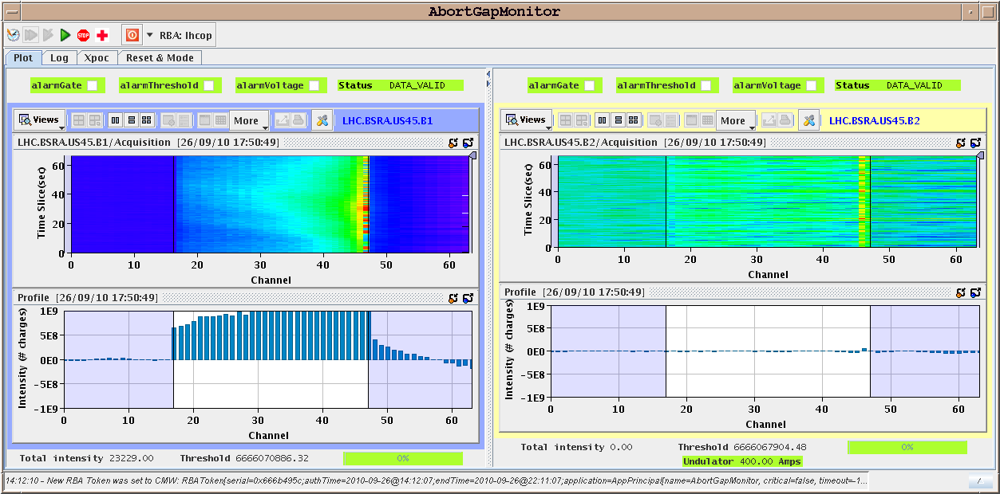 AbortGapMonitor
STOP
RBA: lhcop
Plot Log Xpoc Reset & Mode
alarmGate alarmThreshold alarmVoltage Status DATA_VALID
Views More LHC.BSRA.US45.B1
LHC.BSRA.US45.B1/Acquisition [26/09/10 17:50:49]
Time Slice(sec)
60
40
20
0
0 10 20 30 40 50 60
Channel
Profile [26/09/10 17:50:49]
Intensity (# charges)
1E9
5E8
0E0
-5E8
-1E9
0 10 20 30 40 50 60
Channel
Total intensity 23229.00 Threshold 6666070886.32 0%
alarmGate alarmThreshold alarmVoltage Status DATA_VALID
Views More LHC.BSRA.US45.B2
LHC.BSRA.US45.B2/Acquisition [26/09/10 17:50:49]
Time Slice(sec)
60
40
20
0
0 10 20 30 40 50 60
Channel
Profile [26/09/10 17:50:49]
Intensity (# charges)
1E9
5E8
0E0
-5E8
-1E9
0 10 20 30 40 50 60
Channel
Total intensity 0.00 Threshold 6666067904.48 0%
Undulator 400.00 Amps
14:12:10 - New RBA Token was set to CMW: RBAToken[serial=0x666b495c;authTime=2010-09-26@14:12:07;endTime=2010-09-26@22:11:07;application=AppPrincipal[name=AbortGapMonitor, critical=false, timeout=-1...